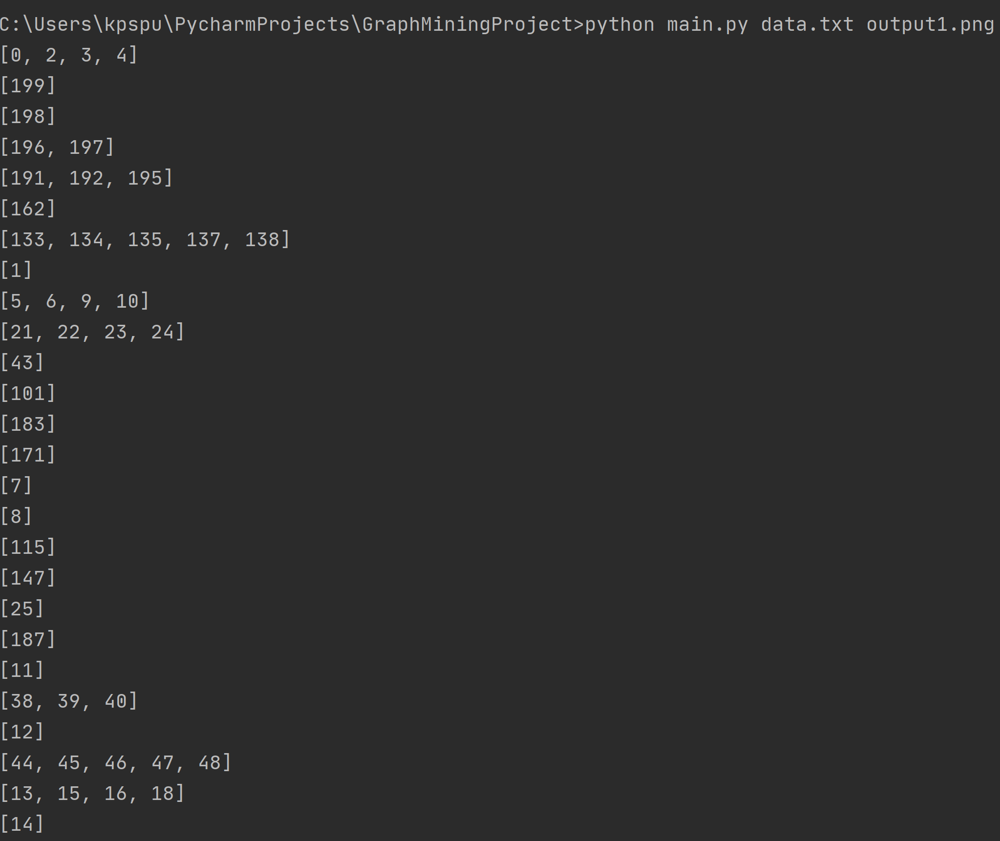 C:\Users\kpspu\PycharmProjects\GraphMiningProject>python main.py data.txt output1.png
[0, 2, 3, 4]
[199]
[198]
[196, 197]
[191, 192, 195]
[162]
[133, 134, 135, 137, 138]
[1]
[5, 6, 9, 10]
[21, 22, 23, 24]
[43]
[101]
[183]
[171]
[7]
[8]
[115]
[147]
[25]
[187]
[11]
[38, 39, 40]
[12]
[44, 45, 46, 47, 48]
[13, 15, 16, 18]
[14]